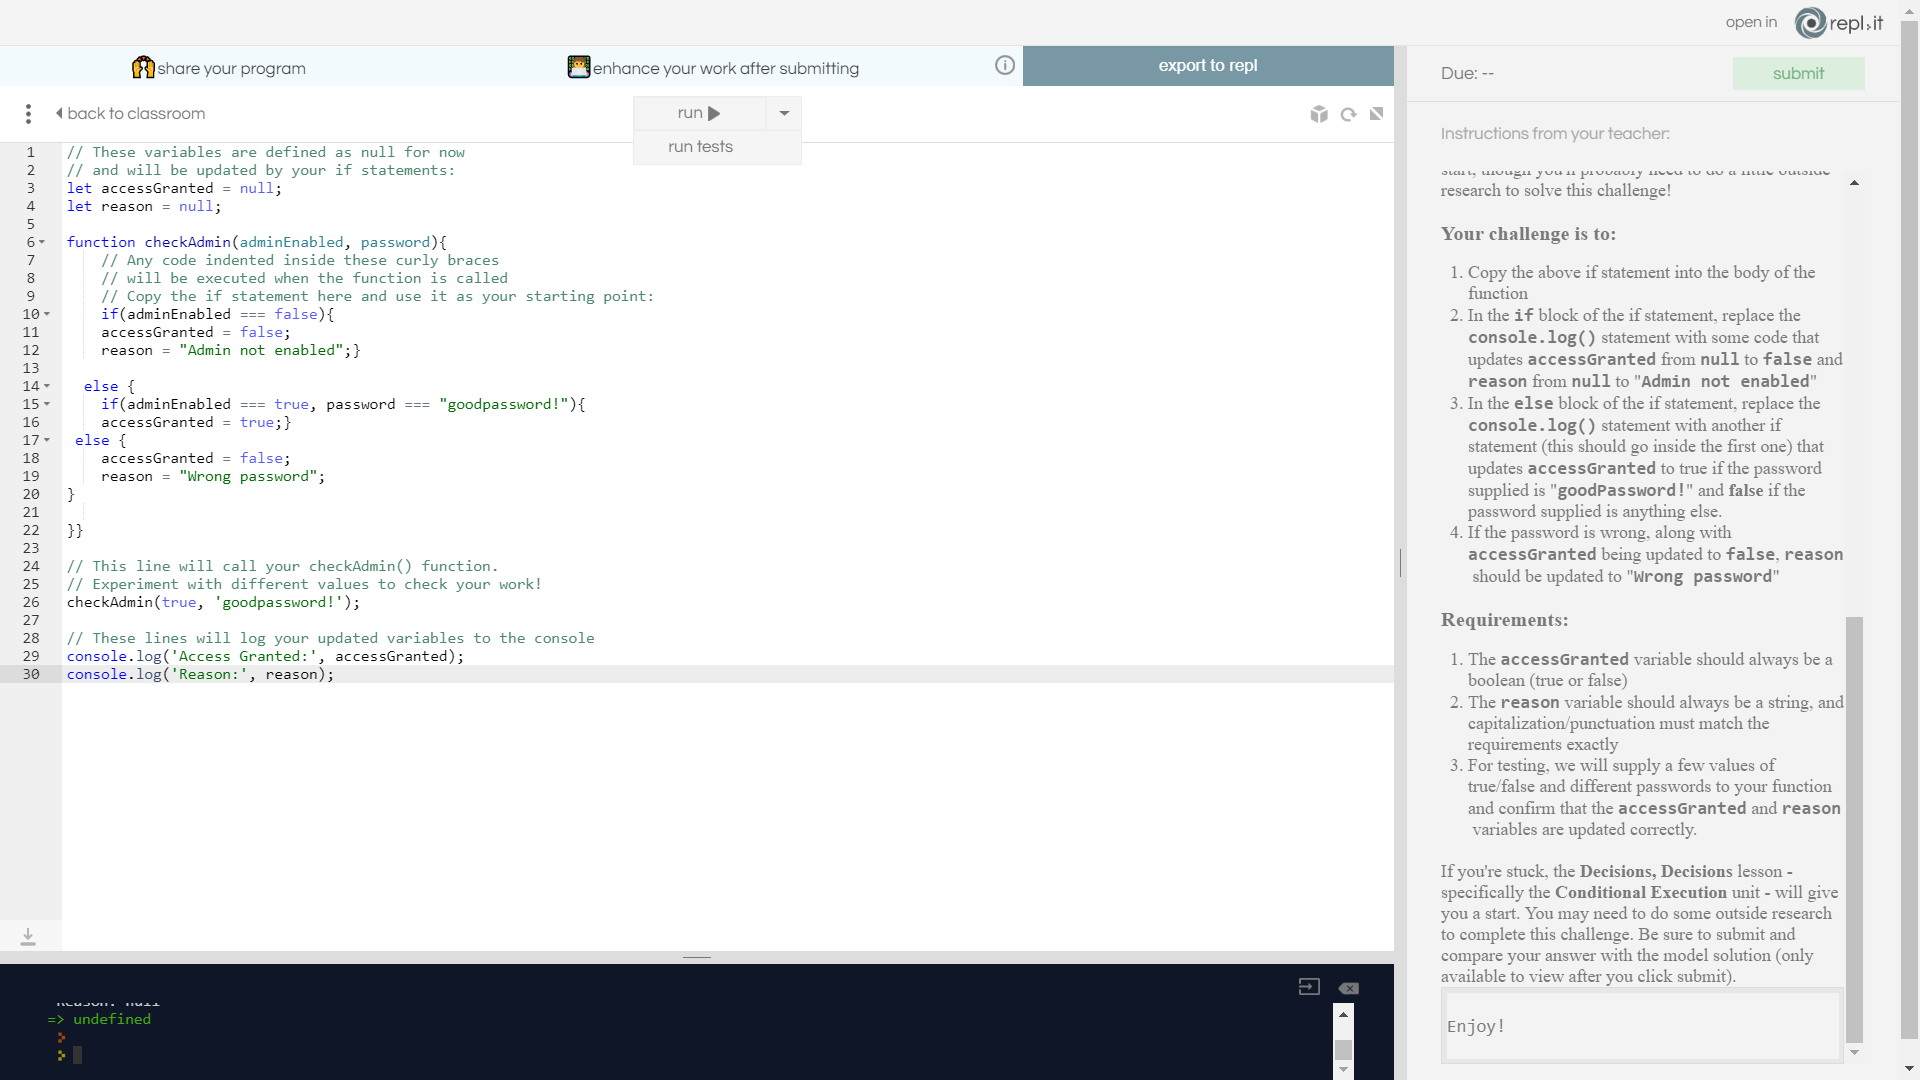 open in repl.it
share your program
enhance your work after submitting
export to repl
Due: --
submit
back to classroom
run
run tests
1 // These variables are defined as null for now
2 // and will be updated by your if statements:
3 let accessGranted = null;
4 let reason = null;
5
6 function checkAdmin(adminEnabled, password){
7 // Any code indented inside these curly braces
8 // will be executed when the function is called
9 // Copy the if statement here and use it as your starting point:
10 if(adminEnabled === false){
11 accessGranted = false;
12 reason = "Admin not enabled";}
13
14 else {
15 if(adminEnabled === true, password === "goodpassword!"){
16 accessGranted = true;}
17 else {
18 accessGranted = false;
19 reason = "Wrong password";
20 }
21
22 }}
23
24 // This line will call your checkAdmin() function.
25 // Experiment with different values to check your work!
26 checkAdmin(true, 'goodpassword!');
27
28 // These lines will log your updated variables to the console
29 console.log('Access Granted:', accessGranted);
30 console.log('Reason:', reason);
Reason: null
=> undefined
Instructions from your teacher:
start, though you'll probably need to do a little outside
research to solve this challenge!
Your challenge is to:
1. Copy the above if statement into the body of the
function
2. In the if block of the if statement, replace the
console.log() statement with some code that
updates accessGranted from null to false and
reason from null to "Admin not enabled"
3. In the else block of the if statement, replace the
console.log() statement with another if
statement (this should go inside the first one) that
updates accessGranted to true if the password
supplied is "goodPassword!" and false if the
password supplied is anything else.
4. If the password is wrong, along with
accessGranted being updated to false, reason
should be updated to "Wrong password"
Requirements:
1. The accessGranted variable should always be a
boolean (true or false)
2. The reason variable should always be a string, and
capitalization/punctuation must match the
requirements exactly
3. For testing, we will supply a few values of
true/false and different passwords to your function
and confirm that the accessGranted and reason
variables are updated correctly.
If you're stuck, the Decisions, Decisions lesson -
specifically the Conditional Execution unit - will give
you a start. You may need to do some outside research
to complete this challenge. Be sure to submit and
compare your answer with the model solution (only
available to view after you click submit).
Enjoy!